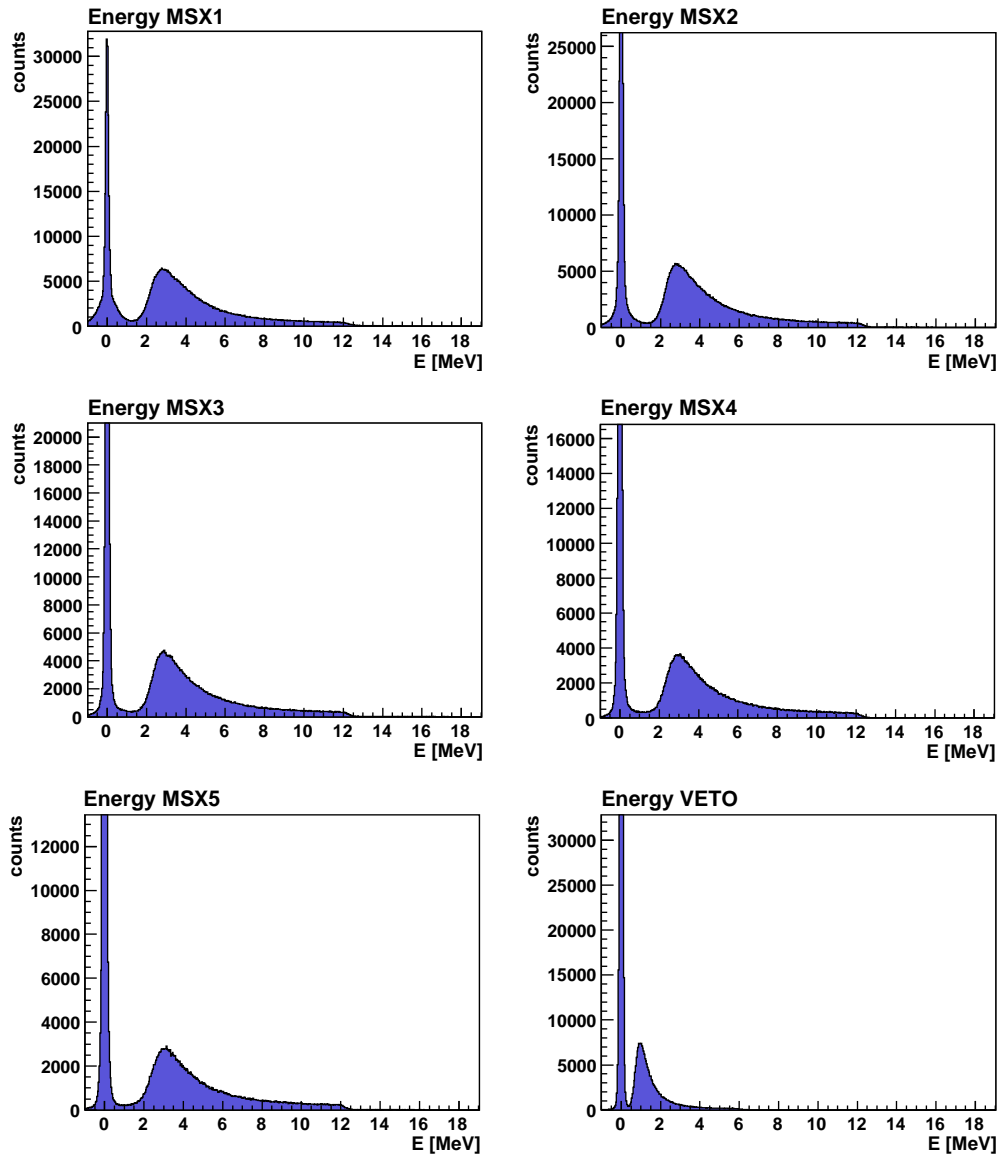 Energy MSX1
counts
30000
25000
20000
15000
10000
5000
0
0 2 4 6 8 10 12 14 16 18
E [MeV]
Energy MSX2
counts
25000
20000
15000
10000
5000
0
0 2 4 6 8 10 12 14 16 18
E [MeV]
Energy MSX3
counts
20000
18000
16000
14000
12000
10000
8000
6000
4000
2000
0
0 2 4 6 8 10 12 14 16 18
E [MeV]
Energy MSX4
counts
16000
14000
12000
10000
8000
6000
4000
2000
0
0 2 4 6 8 10 12 14 16 18
E [MeV]
Energy MSX5
counts
12000
10000
8000
6000
4000
2000
0
0 2 4 6 8 10 12 14 16 18
E [MeV]
Energy VETO
counts
30000
25000
20000
15000
10000
5000
0
0 2 4 6 8 10 12 14 16 18
E [MeV]